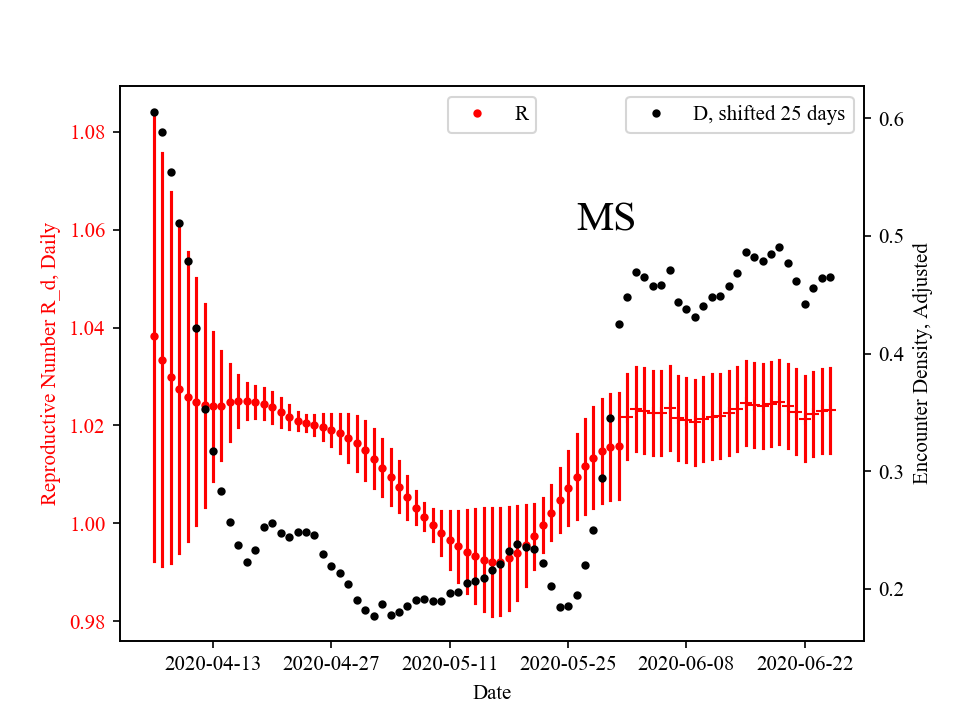 R
D, shifted 25 days
MS
Reproductive Number R_d, Daily
1.08
1.06
1.04
1.02
1.00
0.98
0.6
0.5
0.4
0.3
0.2
Encounter Density, Adjusted
2020-04-13
2020-04-27
2020-05-11
2020-05-25
2020-06-08
2020-06-22
Date